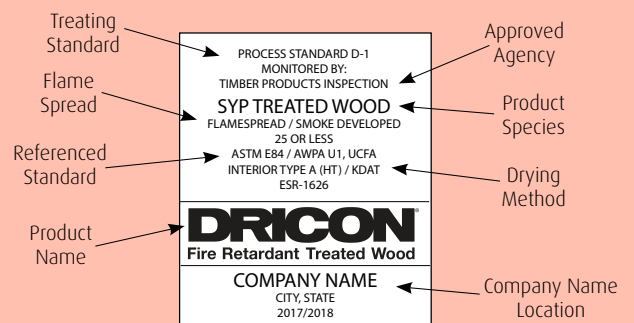 Treating
Standard
Flame
Spread
Referenced
Standard
Product
Name
PROCESS STANDARD D-1
MONITORED BY:
TIMBER PRODUCTS INSPECTION
SYP TREATED WOOD
FLAMESPREAD / SMOKE DEVELOPED
25 OR LESS
ASTM E84 / AWPA U1, UCFA
INTERIOR TYPE A (HT) / KDAT
ESR-1626
DRICON®
Fire Retardant Treated Wood
COMPANY NAME
CITY, STATE
2017/2018
Approved
Agency
Product
Species
Drying
Method
Company Name
Location